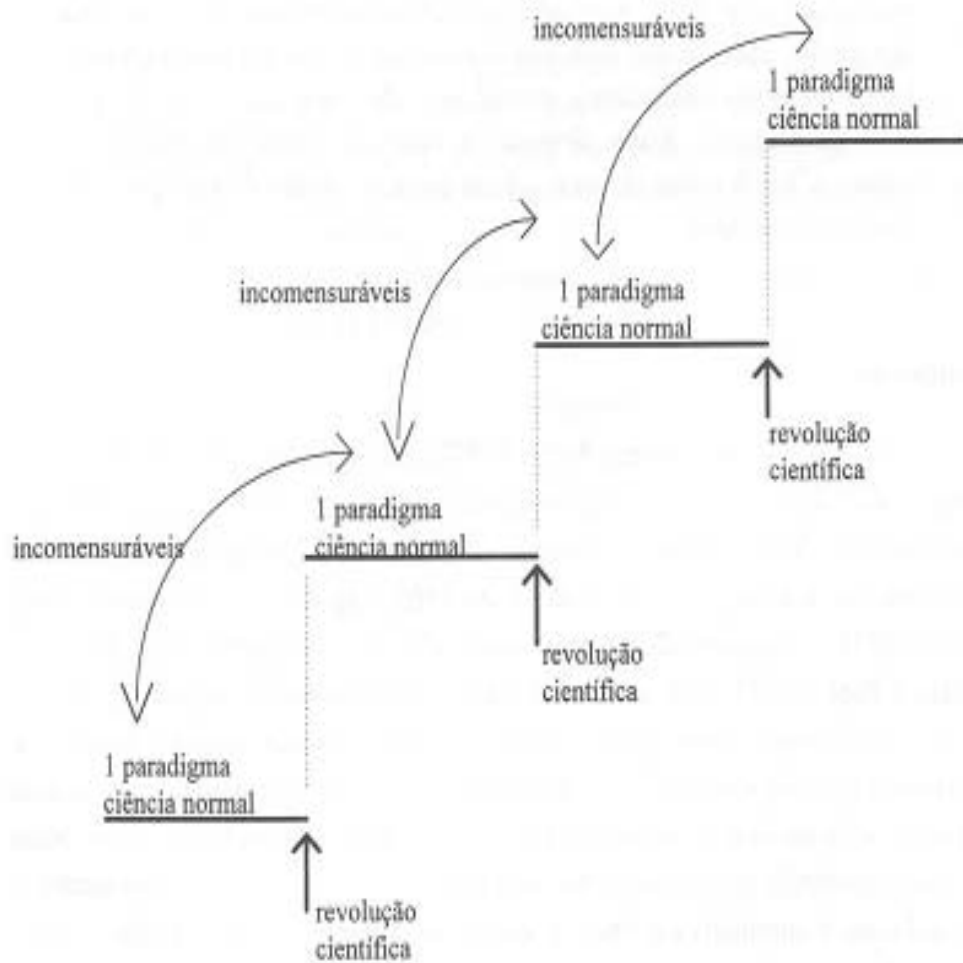 incomensuráveis
1 paradigma
ciência normal
incomensuráveis
1 paradigma
ciência normal
revolução
científica
1 paradigma
ciência normal
incomensuráveis
revolução
científica
1 paradigma
ciência normal
revolução
científica